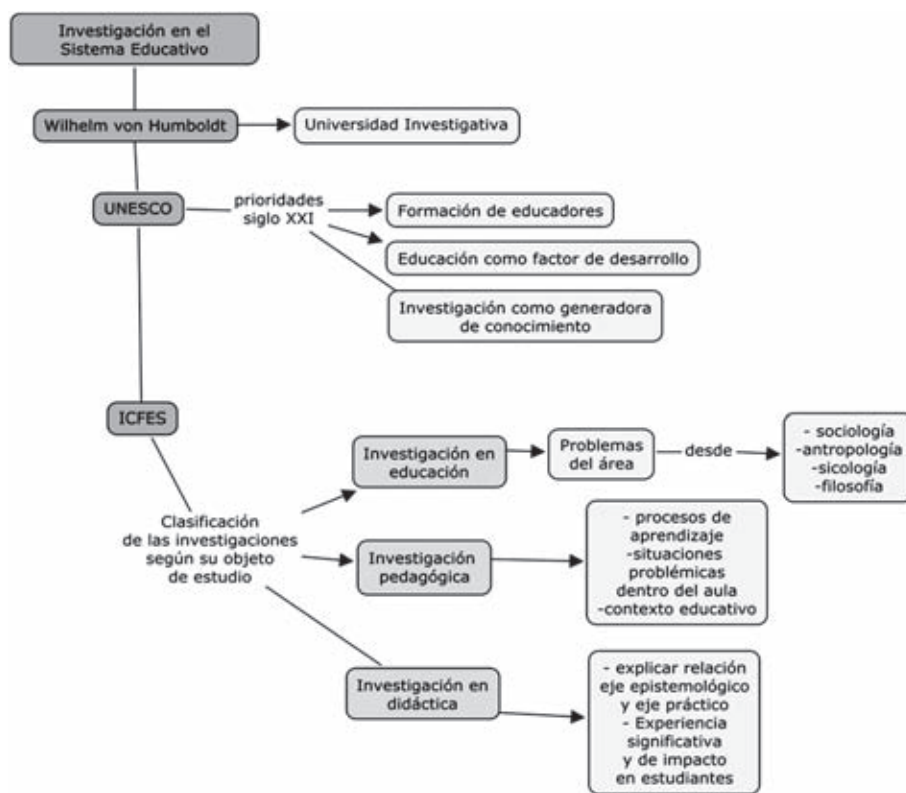 Investigación en el
Sistema Educativo
Wilhelm von Humboldt
Universidad Investigativa
UNESCO
prioridades
siglo XXI
Formación de educadores
Educación como factor de desarrollo
Investigación como generadora
de conocimiento
ICFES
Clasificación
de las investigaciones
según su objeto
de estudio
Investigación en
educación
Problemas
del área
desde
- sociología
-antropología
-sicología
-filosofía
Investigación
pedagógica
- procesos de
aprendizaje
-situaciones
problémicas
dentro del aula
-contexto educativo
Investigación en
didáctica
- explicar relación
eje epistemológico
y eje práctico
- Experiencia
significativa
y de impacto
en estudiantes